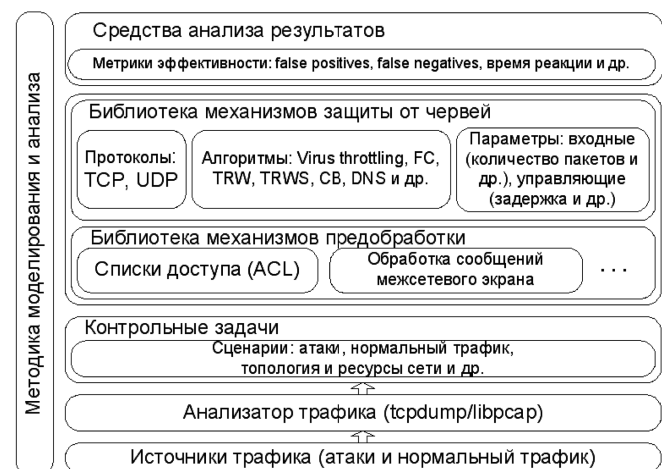 Методика моделирования и анализа
Средства анализа результатов
Метрики эффективности: false positives, false negatives, время реакции и др.
Библиотека механизмов защиты от червей
Протоколы:
TCP, UDP
Алгоритмы: Virus throttling, FC,
TRW, TRWS, CB, DNS и др.
Параметры: входные
(количество пакетов и
др.), управляющие
(задержка и др.)
Библиотека механизмов предобработки
Списки доступа (ACL)
Обработка сообщений
межсетевого экрана
. . .
Контрольные задачи
Сценарии: атаки, нормальный трафик,
топология и ресурсы сети и др.
Анализатор трафика (tcpdump/libpcap)
Источники трафика (атаки и нормальный трафик)